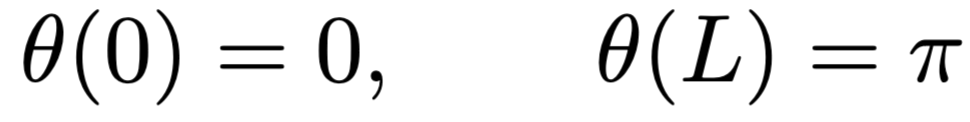 θ(0) = 0, θ(L) = π